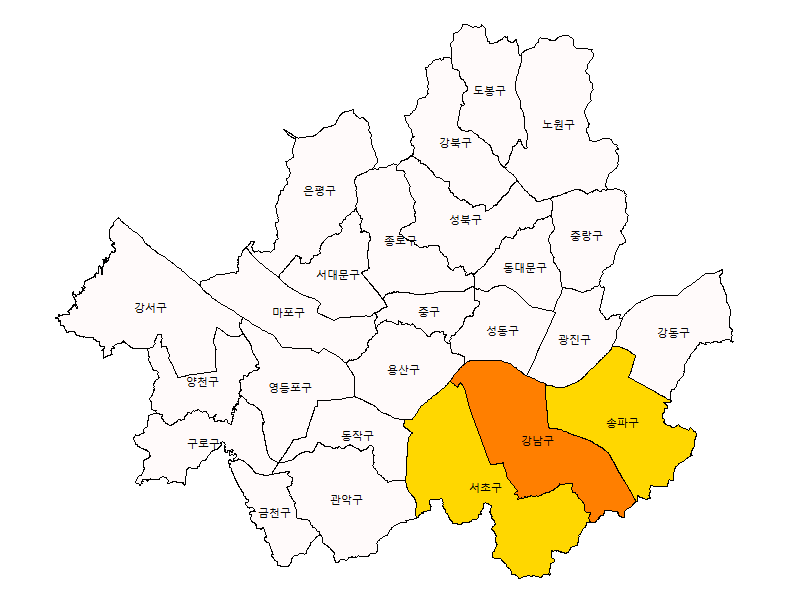 도봉구
노원구
강북구
은평구
성북구
종로구
중랑구
동대문구
서대문구
강서구
마포구
중구
성동구
광진구
강동구
용산구
양천구
영등포구
송파구
동작구
강남구
구로구
서초구
관악구
금천구